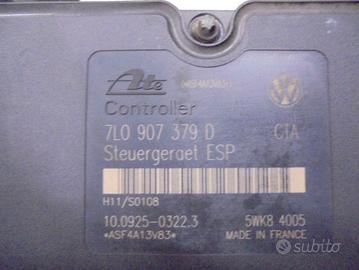 Ate
Controller
7L0 907 379 D
GTA
Steuergeraet ESP
H11/S0108
10.0925-0322.3
5WK8 4005
*ASF4A13V83*
MADE IN FRANCE
subito